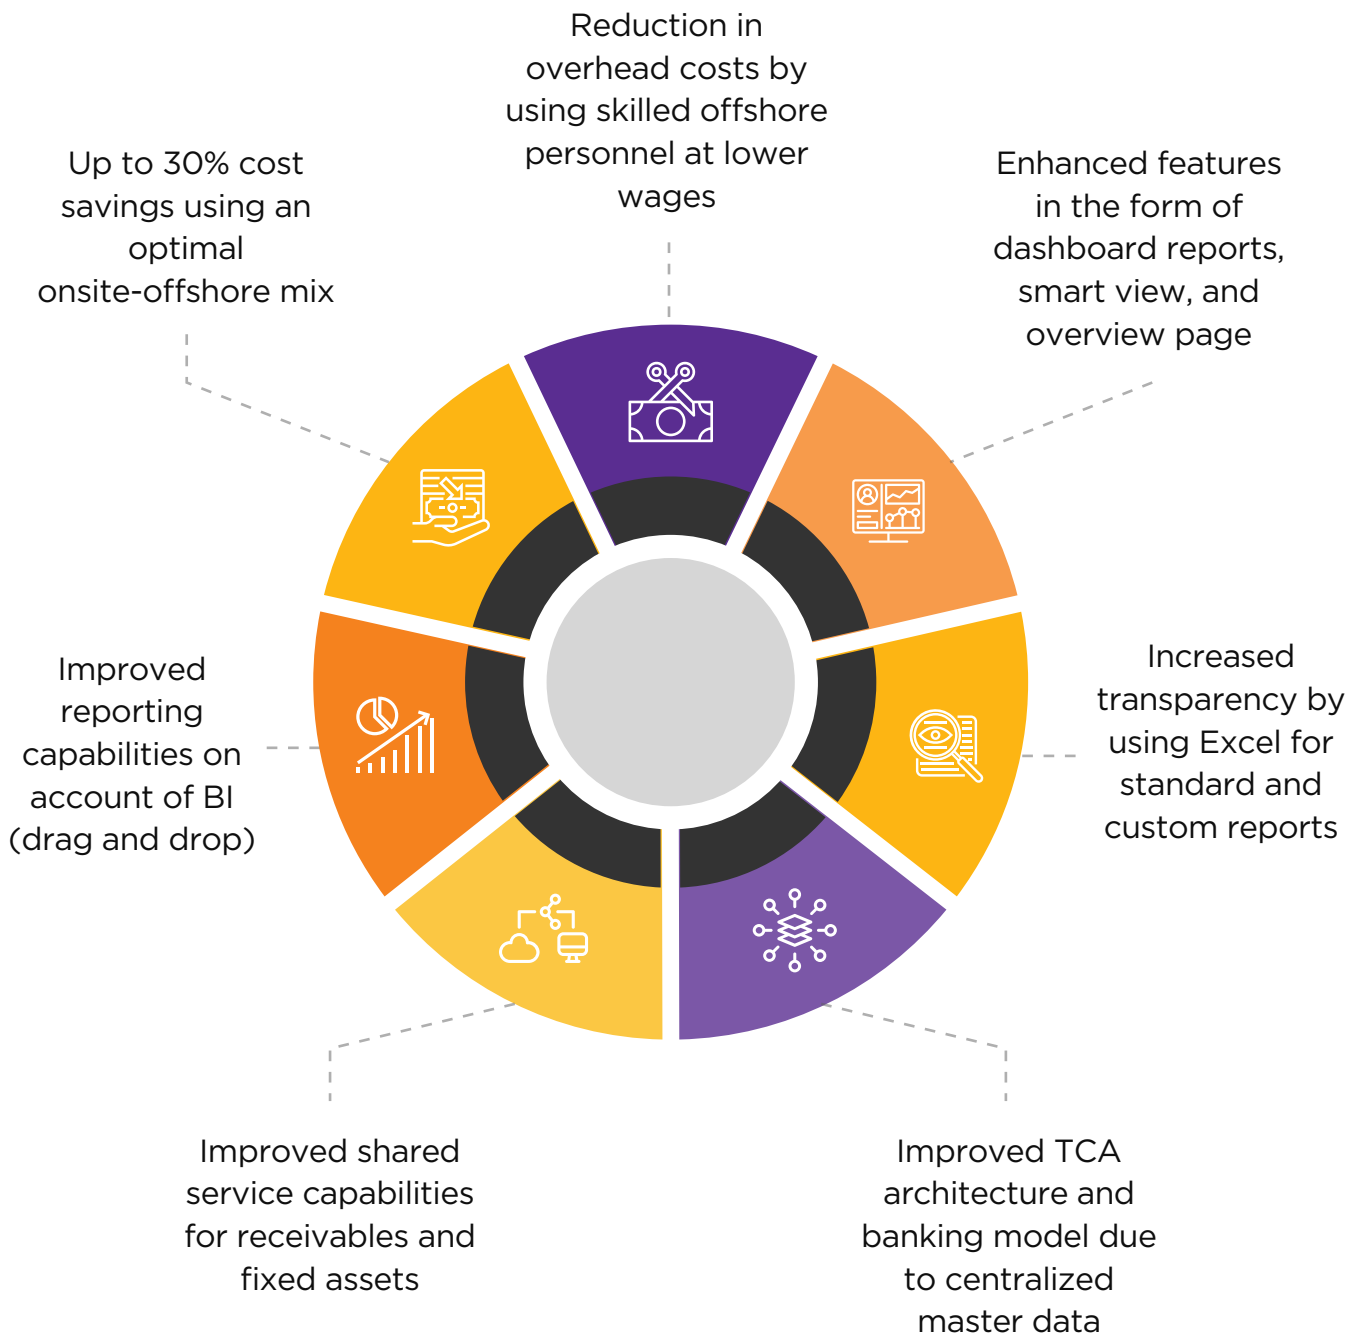 Reduction in
overhead costs by
using skilled offshore
personnel at lower
wages
Up to 30% cost
savings using an
optimal
onsite-offshore mix
Enhanced features
in the form of
dashboard reports,
smart view, and
overview page
Improved
reporting
capabilities on
account of BI
(drag and drop)
Increased
transparency by
using Excel for
standard and
custom reports
Improved shared
service capabilities
for receivables and
fixed assets
Improved TCA
architecture and
banking model due
to centralized
master data